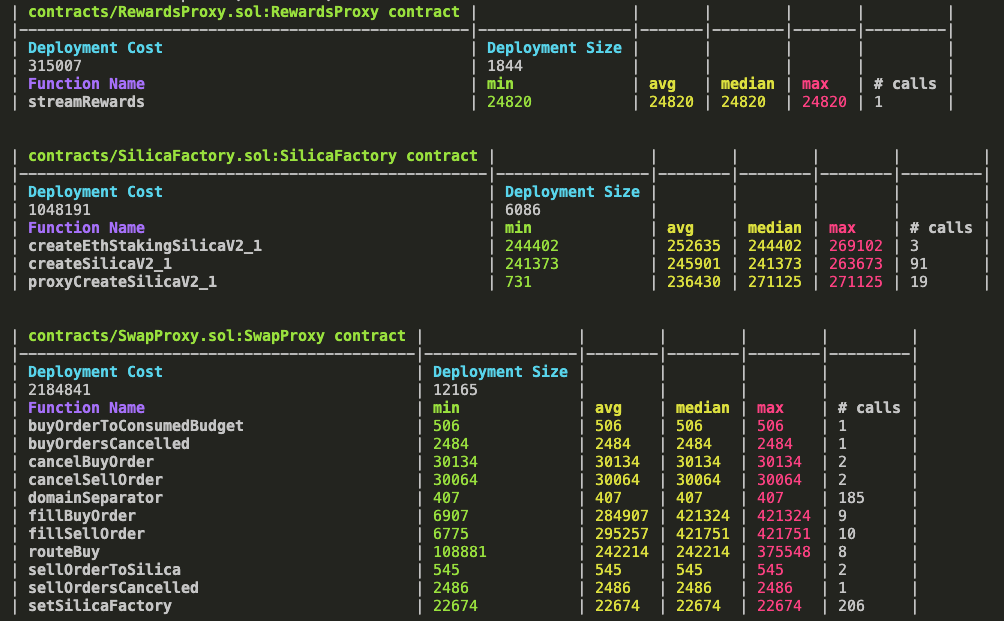 | contracts/RewardsProxy.sol:RewardsProxy contract | | | | | |
|--------------------------------------------------|-----------------|-------|--------|-------|---------|
| Deployment Cost | Deployment Size | | | | |
| 315007 | 1844 | | | | |
| Function Name | min | avg | median | max | # calls |
| streamRewards | 24820 | 24820 | 24820 | 24820 | 1 |
| contracts/SilicaFactory.sol:SilicaFactory contract | | | | | |
|----------------------------------------------------|-----------------|--------|--------|--------|---------|
| Deployment Cost | Deployment Size | | | | |
| 1048191 | 6086 | | | | |
| Function Name | min | avg | median | max | # calls |
| createEthStakingSilicaV2_1 | 244402 | 252635 | 244402 | 269102 | 3 |
| createSilicaV2_1 | 241373 | 245901 | 241373 | 263673 | 91 |
| proxyCreateSilicaV2_1 | 731 | 236430 | 271125 | 271125 | 19 |
| contracts/SwapProxy.sol:SwapProxy contract | | | | | |
|--------------------------------------------|-----------------|--------|--------|--------|---------|
| Deployment Cost | Deployment Size | | | | |
| 2184841 | 12165 | | | | |
| Function Name | min | avg | median | max | # calls |
| buyOrderToConsumedBudget | 506 | 506 | 506 | 506 | 1 |
| buyOrdersCancelled | 2484 | 2484 | 2484 | 2484 | 1 |
| cancelBuyOrder | 30134 | 30134 | 30134 | 30134 | 2 |
| cancelSellOrder | 30064 | 30064 | 30064 | 30064 | 2 |
| domainSeparator | 407 | 407 | 407 | 407 | 185 |
| fillBuyOrder | 6907 | 284907 | 421324 | 421324 | 9 |
| fillSellOrder | 6775 | 295257 | 421751 | 421751 | 10 |
| routeBuy | 108881 | 242214 | 242214 | 375548 | 8 |
| sellOrderToSilica | 545 | 545 | 545 | 545 | 2 |
| sellOrdersCancelled | 2486 | 2486 | 2486 | 2486 | 1 |
| setSilicaFactory | 22674 | 22674 | 22674 | 22674 | 206 |